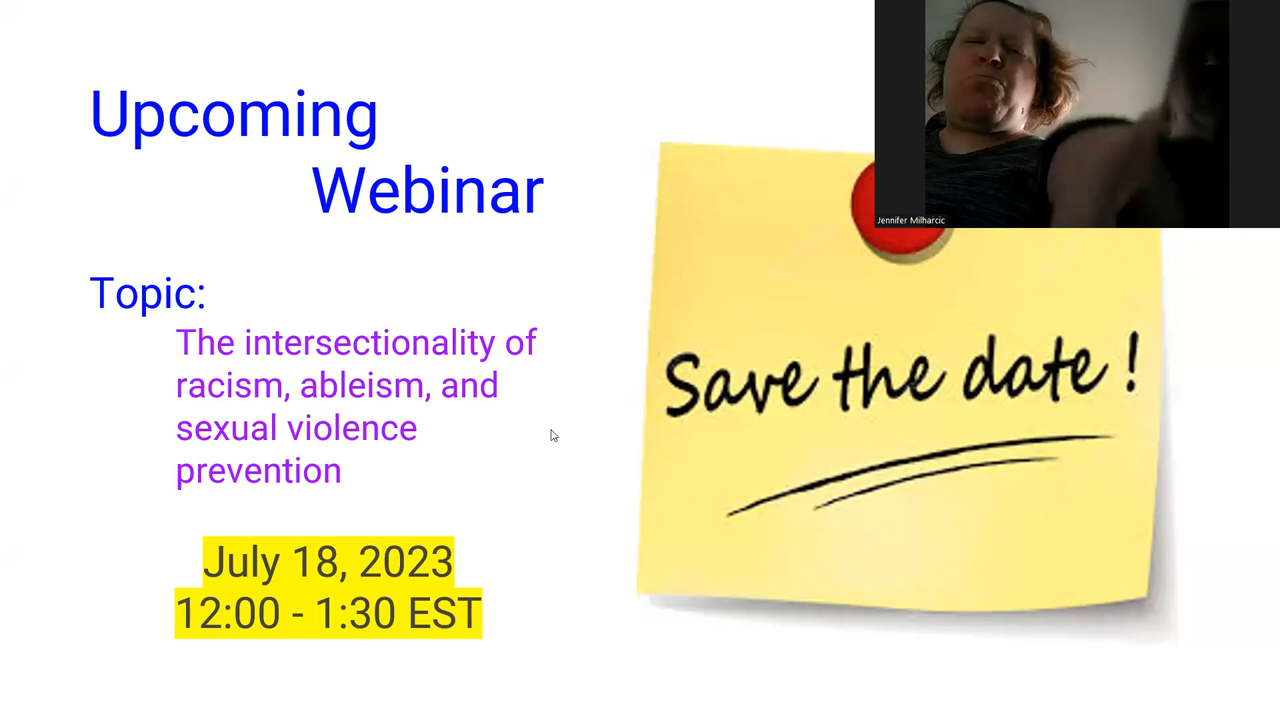 Upcoming
Webinar
Topic:
The intersectionality of
racism, ableism, and
sexual violence
prevention
July 18, 2023
12:00 - 1:30 EST
Save the date !
Jennifer Milharcic